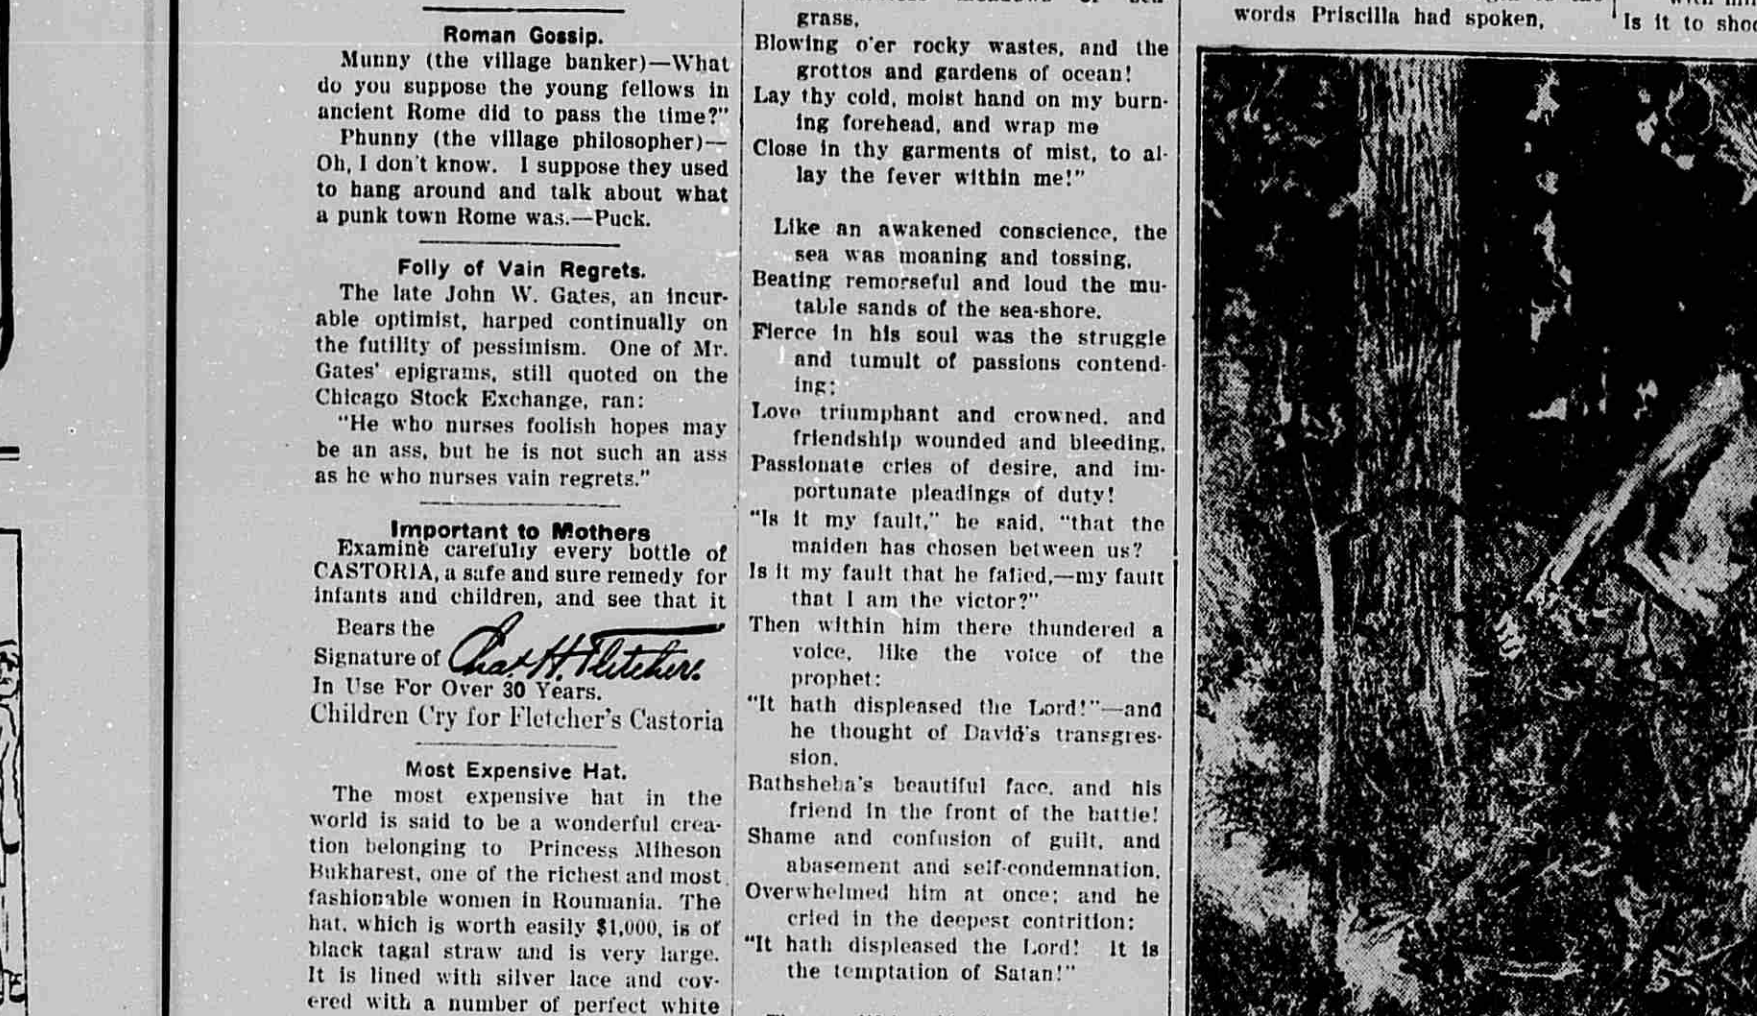 Roman Gossip.
Munny (the village banker)—What
do you suppose the young fellows in
ancient Rome did to pass the time?"
Phunny (the village philosopher)—
Oh, I don't know. I suppose they used
to hang around and talk about what
a punk town Rome was.—Puck.
Folly of Vain Regrets.
The late John W. Gates, an incur-
able optimist, harped continually on
the futility of pessimism. One of Mr.
Gates' epigrams, still quoted on the
Chicago Stock Exchange, ran:
"He who nurses foolish hopes may
be an ass, but he is not such an ass
as he who nurses vain regrets."
Important to Mothers
Examine carefully every bottle of
CASTORIA, a safe and sure remedy for
infants and children, and see that it
Bears the
Signature of Chas. H. Fletcher.
In Use For Over 30 Years.
Children Cry for Fletcher's Castoria
Most Expensive Hat.
The most expensive hat in the
world is said to be a wonderful crea-
tion belonging to Princess Miheson
Bukharest, one of the richest and most
fashionable women in Roumania. The
hat, which is worth easily $1,000, is of
black tagal straw and is very large.
It is lined with silver lace and cov-
ered with a number of perfect white
grass,
Blowing o'er rocky wastes, and the
grottos and gardens of ocean!
Lay thy cold, moist hand on my burn-
ing forehead, and wrap me
Close in thy garments of mist, to al-
lay the fever within me!"
Like an awakened conscience, the
sea was moaning and tossing,
Beating remorseful and loud the mu-
table sands of the sea-shore.
Fierce in his soul was the struggle
and tumult of passions contend-
ing;
Love triumphant and crowned, and
friendship wounded and bleeding,
Passionate cries of desire, and im-
portunate pleadings of duty!
"Is it my fault," he said, "that the
maiden has chosen between us?
Is it my fault that he failed,—my fault
that I am the victor?"
Then within him there thundered a
voice, like the voice of the
prophet:
"It hath displeased the Lord!"—and
he thought of David's transgres-
sion,
Bathsheba's beautiful face, and his
friend in the front of the battle!
Shame and confusion of guilt, and
abasement and self-condemnation,
Overwhelmed him at once; and he
cried in the deepest contrition:
"It hath displeased the Lord! It is
the temptation of Satan!"
words Priscilla had spoken,
Is it to